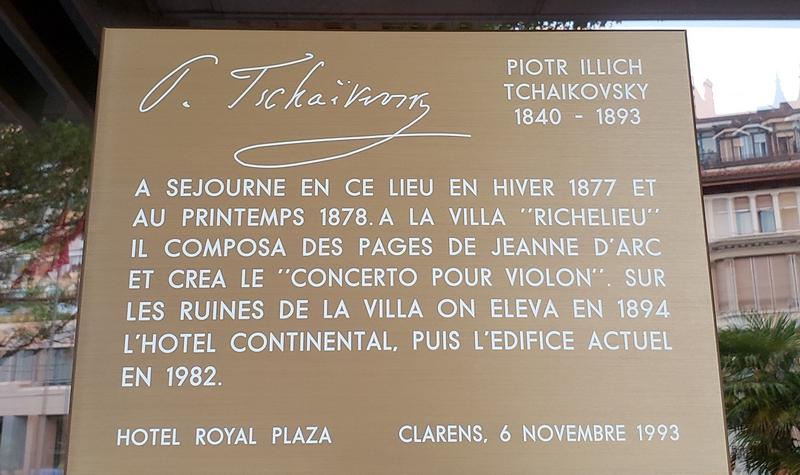 P. Tschaïkovsky
PIOTR ILLICH
TCHAIKOVSKY
1840 - 1893
A SEJOURNE EN CE LIEU EN HIVER 1877 ET
AU PRINTEMPS 1878. A LA VILLA "RICHELIEU"
IL COMPOSA DES PAGES DE JEANNE D'ARC
ET CREA LE "CONCERTO POUR VIOLON". SUR
LES RUINES DE LA VILLA ON ELEVA EN 1894
L'HOTEL CONTINENTAL, PUIS L'EDIFICE ACTUEL
EN 1982.
HOTEL ROYAL PLAZA CLARENS, 6 NOVEMBRE 1993